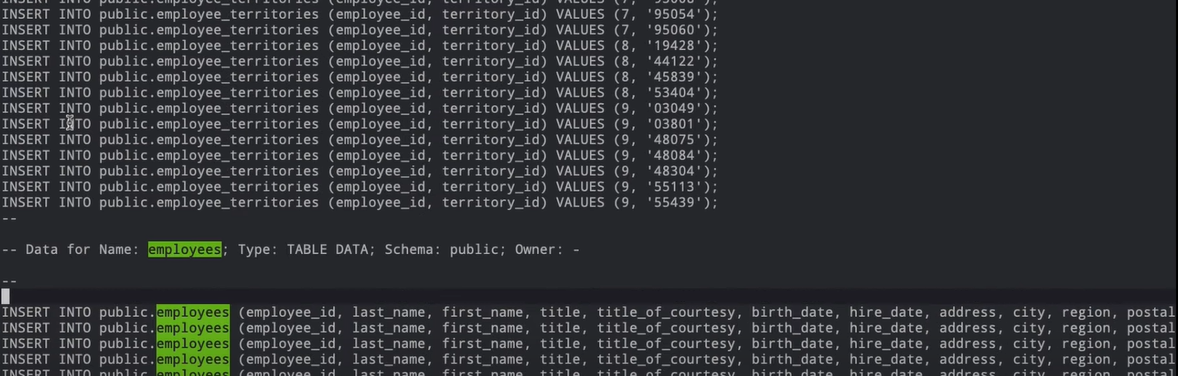 INSERT INTO public.employee_territories (employee_id, territory_id) VALUES (7, '95008');
INSERT INTO public.employee_territories (employee_id, territory_id) VALUES (7, '95054');
INSERT INTO public.employee_territories (employee_id, territory_id) VALUES (7, '95060');
INSERT INTO public.employee_territories (employee_id, territory_id) VALUES (8, '19428');
INSERT INTO public.employee_territories (employee_id, territory_id) VALUES (8, '44122');
INSERT INTO public.employee_territories (employee_id, territory_id) VALUES (8, '45839');
INSERT INTO public.employee_territories (employee_id, territory_id) VALUES (8, '53404');
INSERT INTO public.employee_territories (employee_id, territory_id) VALUES (9, '03049');
INSERT INTO public.employee_territories (employee_id, territory_id) VALUES (9, '03801');
INSERT INTO public.employee_territories (employee_id, territory_id) VALUES (9, '48075');
INSERT INTO public.employee_territories (employee_id, territory_id) VALUES (9, '48084');
INSERT INTO public.employee_territories (employee_id, territory_id) VALUES (9, '48304');
INSERT INTO public.employee_territories (employee_id, territory_id) VALUES (9, '55113');
INSERT INTO public.employee_territories (employee_id, territory_id) VALUES (9, '55439');
--
-- Data for Name: employees; Type: TABLE DATA; Schema: public; Owner: -
--
INSERT INTO public.employees (employee_id, last_name, first_name, title, title_of_courtesy, birth_date, hire_date, address, city, region, postal
INSERT INTO public.employees (employee_id, last_name, first_name, title, title_of_courtesy, birth_date, hire_date, address, city, region, postal
INSERT INTO public.employees (employee_id, last_name, first_name, title, title_of_courtesy, birth_date, hire_date, address, city, region, postal
INSERT INTO public.employees (employee_id, last_name, first_name, title, title_of_courtesy, birth_date, hire_date, address, city, region, postal
INSERT INTO public.employees (employee_id, last_name, first_name, title, title_of_courtesy, birth_date, hire_date, address, city, region, postal